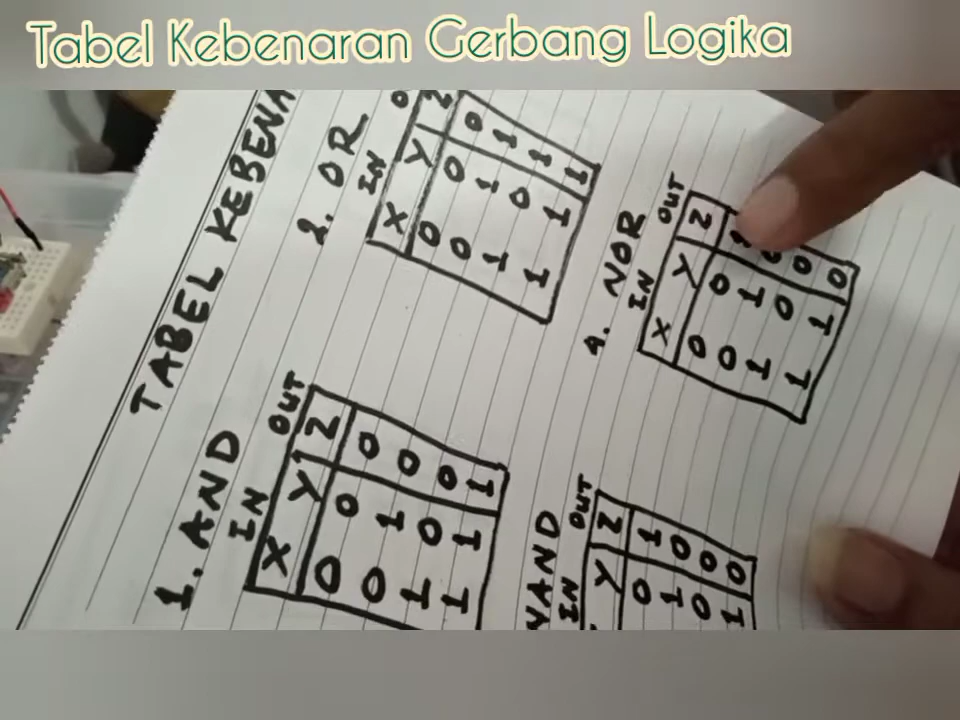 Tabel Kebenaran Gerbang Logika
TABEL KEBENA
1. AND
IN OUT
X Y Z
0 0 0
0 1 0
1 0 0
1 1 1
2. OR
IN O
X Y Z
0 0 0
0 1 1
1 0 1
1 1 1
NAND
IN OUT
Y Z
0 1
1 0
0 0
1 0
4. NOR
IN OUT
X Y Z
0 0
0 1
1 0 0
1 1 0